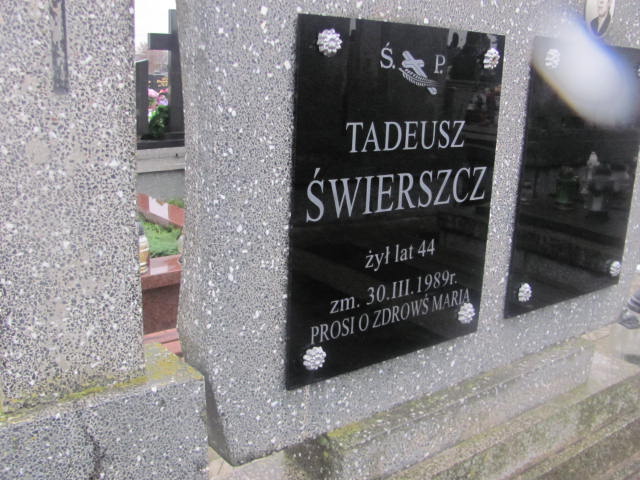 Ś. P.
TADEUSZ
ŚWIERSZCZ
żył lat 44
zm. 30.III.1989r.
PROSI O ZDROWŚ MARIA